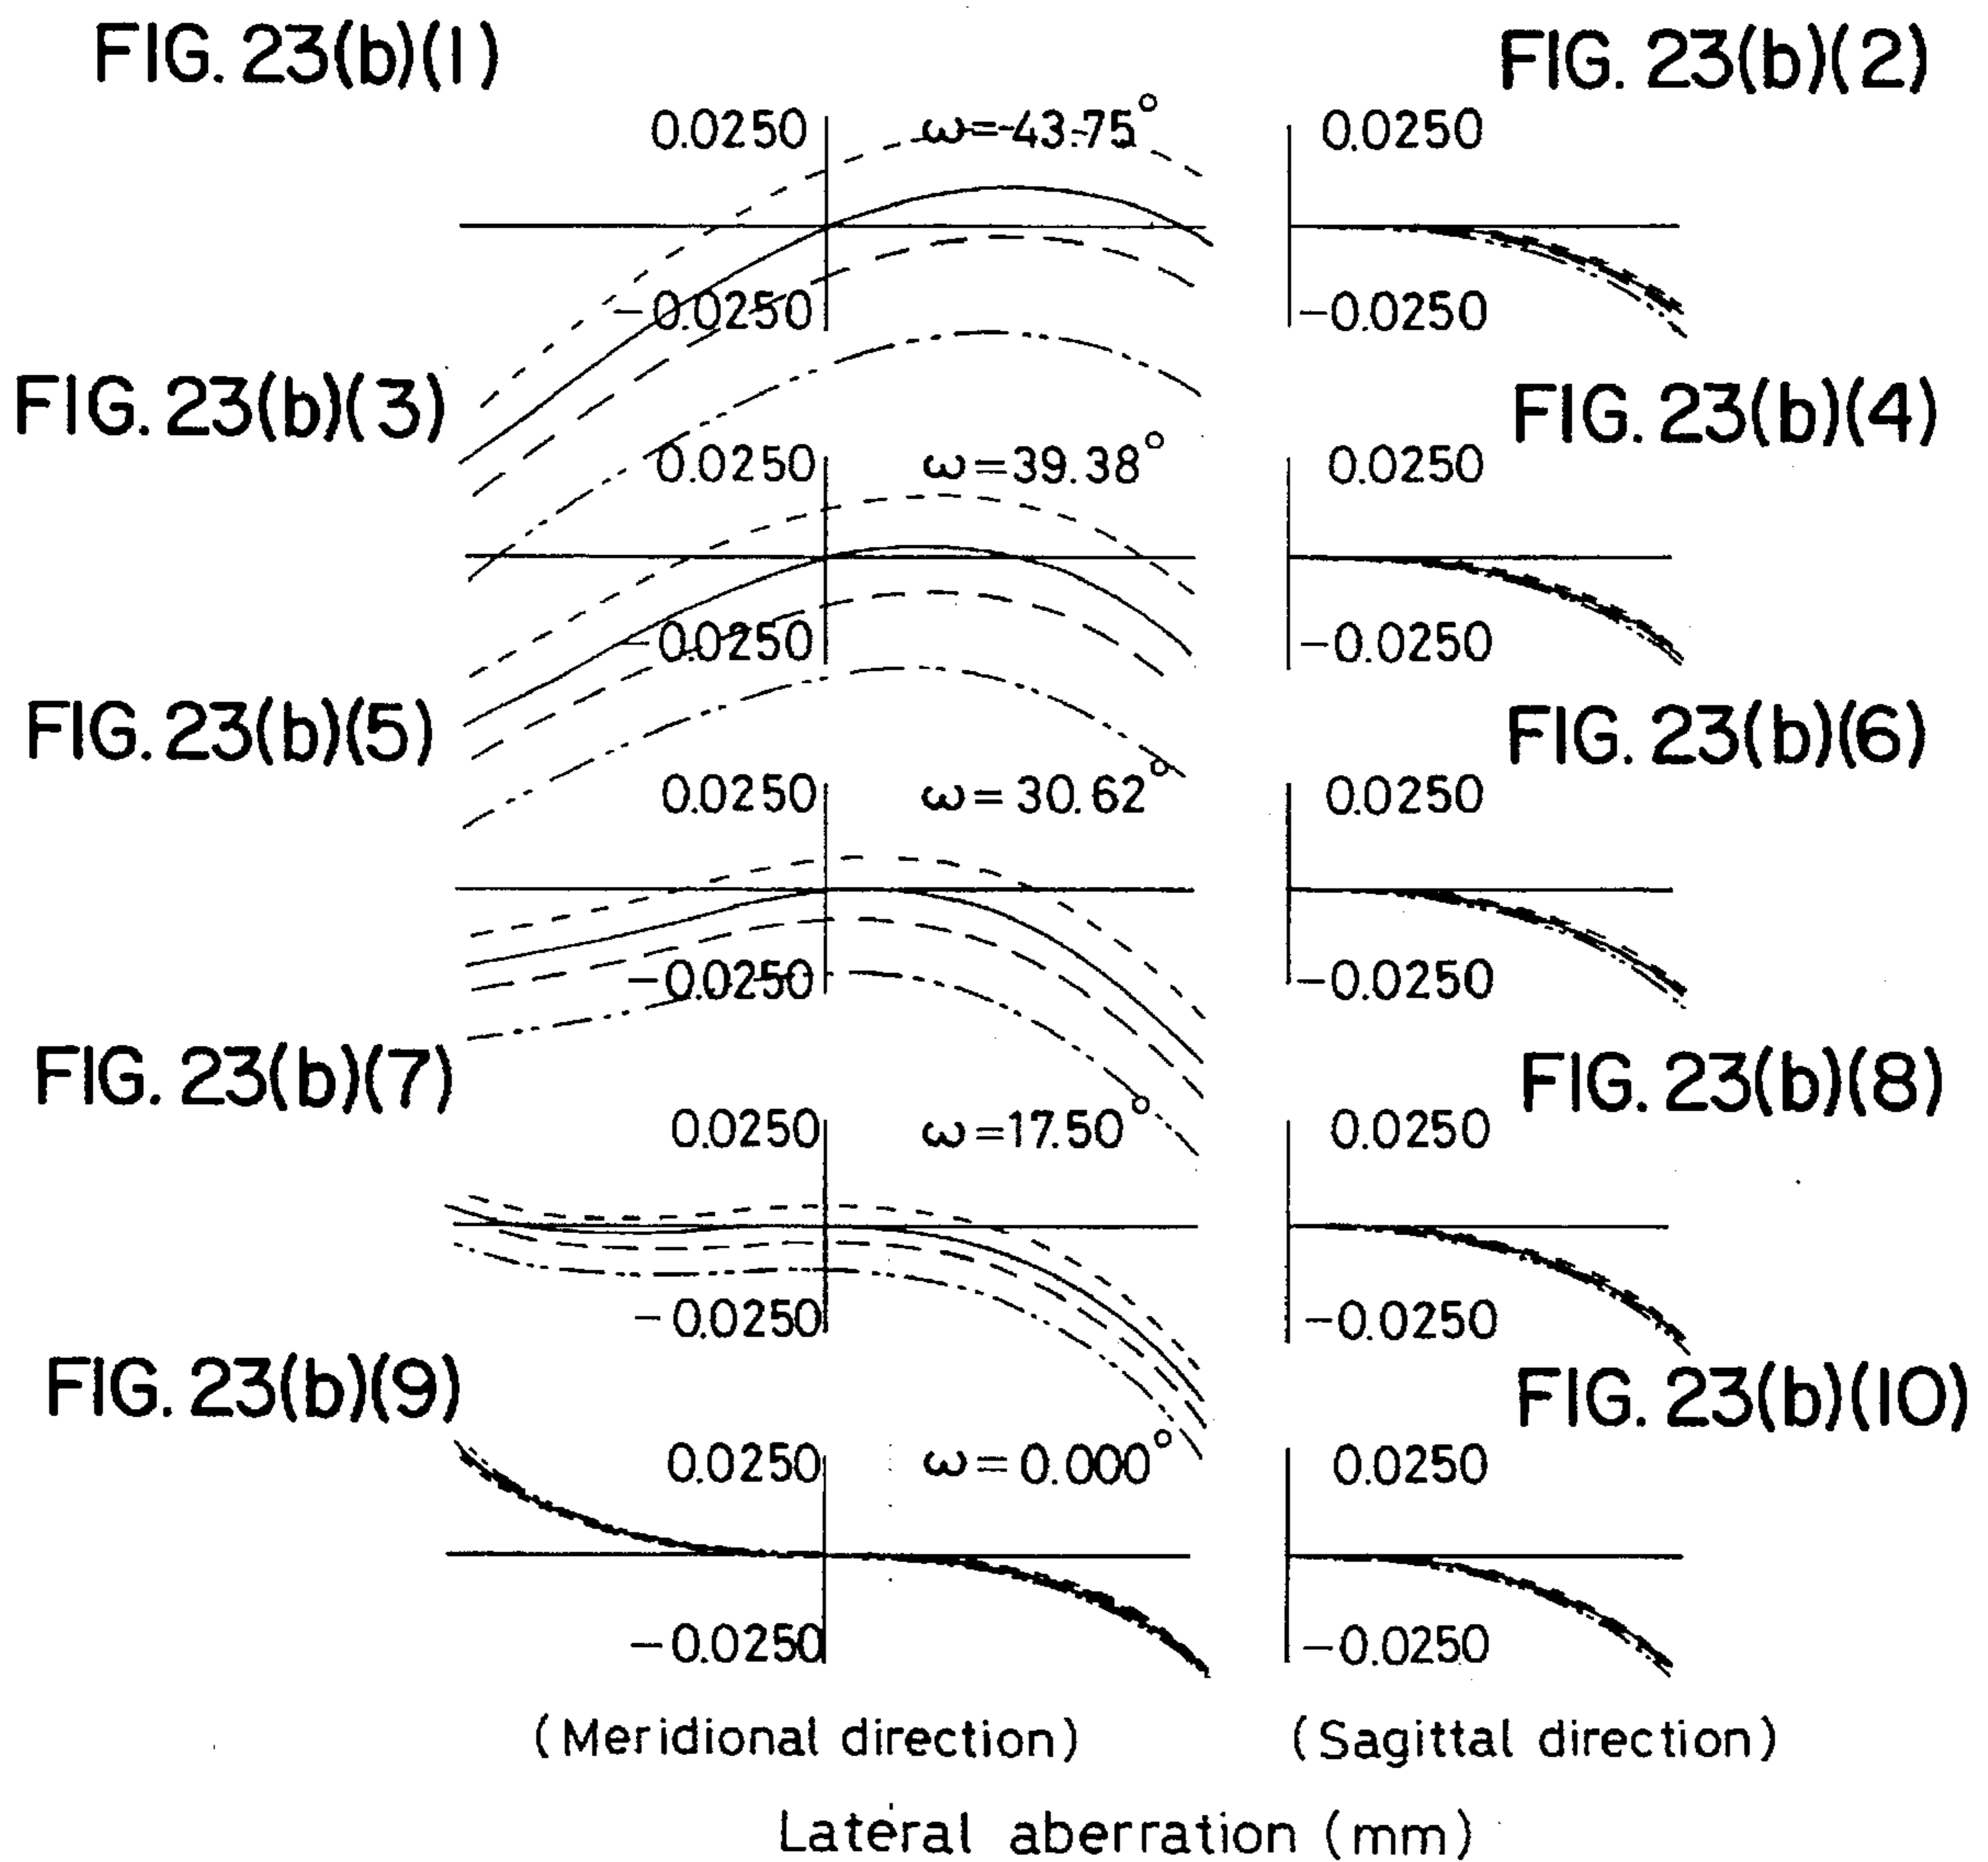 FIG. 23(b)(1)
FIG. 23(b)(2)
0.0250
ω=43.75°
0.0250
-0.0250
-0.0250
FIG. 23(b)(3)
FIG. 23(b)(4)
0.0250
ω=39.38°
0.0250
-0.0250
-0.0250
FIG. 23(b)(5)
FIG. 23(b)(6)
0.0250
ω=30.62°
0.0250
-0.0250
-0.0250
FIG. 23(b)(7)
FIG. 23(b)(8)
0.0250
ω=17.50°
0.0250
-0.0250
-0.0250
FIG. 23(b)(9)
FIG. 23(b)(10)
0.0250
ω=0.000°
0.0250
-0.0250
-0.0250
(Meridional direction)
(Sagittal direction)
Lateral aberration (mm)